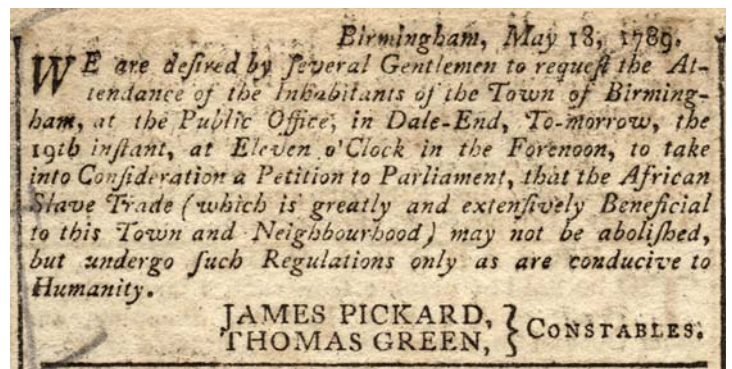 Birmingham, May 18, 1789.
WE are deſired by ſeveral Gentlemen to requeſt the At-
tendance of the Inhabitants of the Town of Birming-
ham, at the Public Office, in Dale-End, To-morrow, the
19th inſtant, at Eleven o'Clock in the Forenoon, to take
into Conſideration a Petition to Parliament, that the African
Slave Trade (which is greatly and extenſively Beneficial
to this Town and Neighbourhood) may not be aboliſhed,
but undergo ſuch Regulations only as are conducive to
Humanity.
JAMES PICKARD,
THOMAS GREEN, } CONSTABLES.